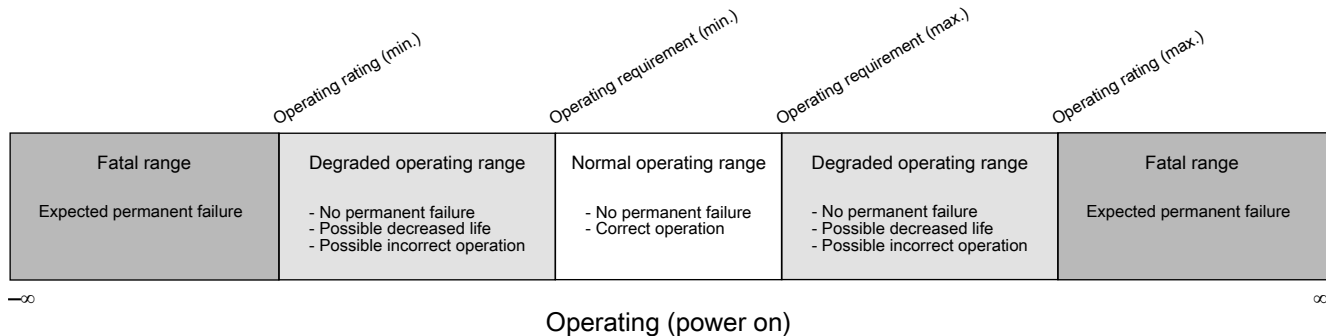 Operating rating (min.)
Operating requirement (min.)
Operating requirement (max.)
Operating rating (max.)
Fatal range
Expected permanent failure
Degraded operating range
- No permanent failure
- Possible decreased life
- Possible incorrect operation
Normal operating range
- No permanent failure
- Correct operation
Degraded operating range
- No permanent failure
- Possible decreased life
- Possible incorrect operation
Fatal range
Expected permanent failure
–∞
∞
Operating (power on)